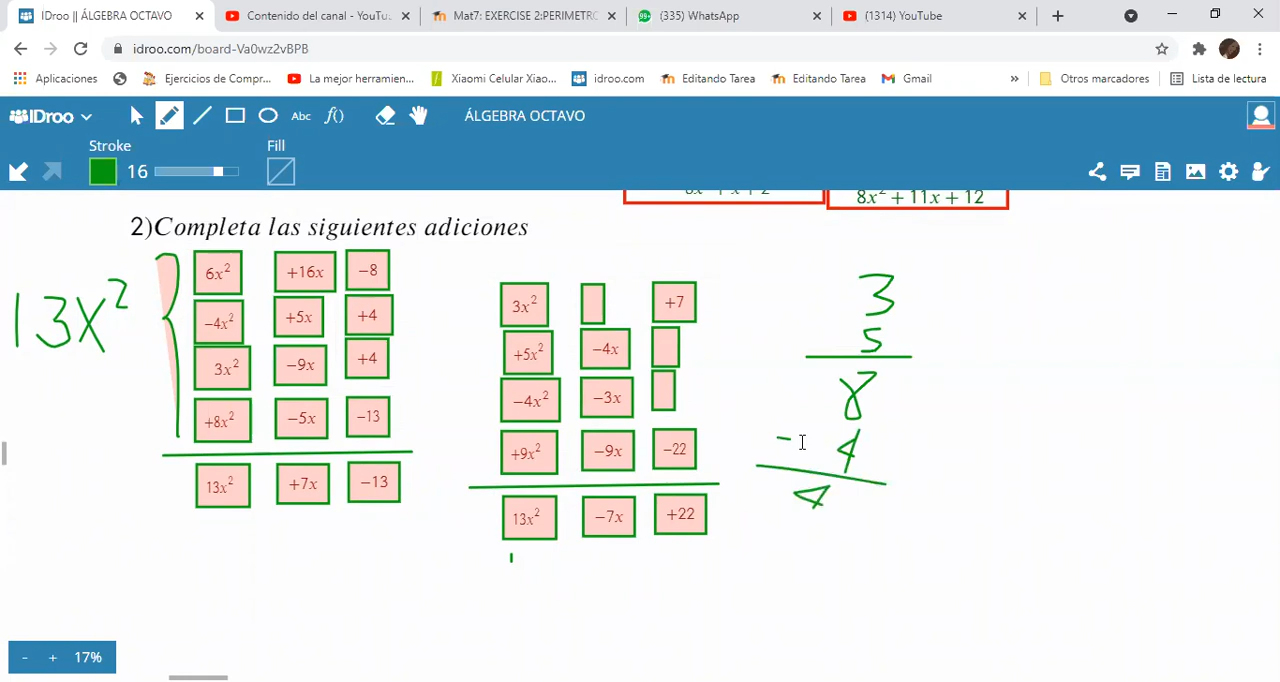 IDroo || ÁLGEBRA OCTAVO
Contenido del canal - YouTu
Mat7: EXERCISE 2:PERIMETRO
(335) WhatsApp
(1314) YouTube
idroo.com/board-Va0wz2vBPB
Aplicaciones
Ejercicios de Compr...
La mejor herramien...
Xiaomi Celular Xiao...
idroo.com
Editando Tarea
Editando Tarea
Gmail
»
Otros marcadores
Lista de lectura
IDroo
Abc
f()
ÁLGEBRA OCTAVO
Stroke
Fill
16
8x² + 11x + 12
2)Completa las siguientes adiciones
13x²
6x² +16x −8
−4x² +5x +4
3x² −9x +4
+8x² −5x −13
13x² +7x −13
3x² +7
+5x² −4x
−4x² −3x
+9x² −9x −22
13x² −7x +22
3
5
8
- 4
4
- + 17%